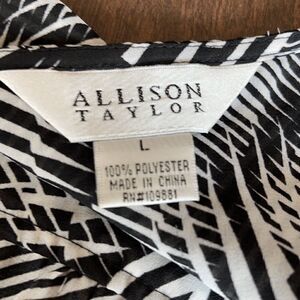 ALLISON
TAYLOR
L
100% POLYESTER
MADE IN CHINA
RN#109881